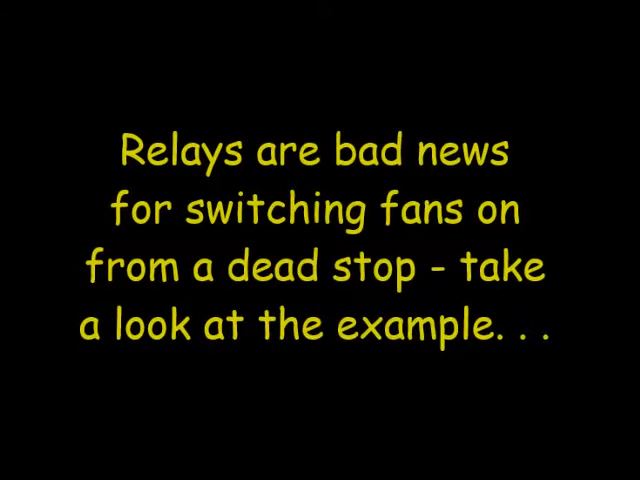 Relays are bad news
for switching fans on
from a dead stop - take
a look at the example. . .